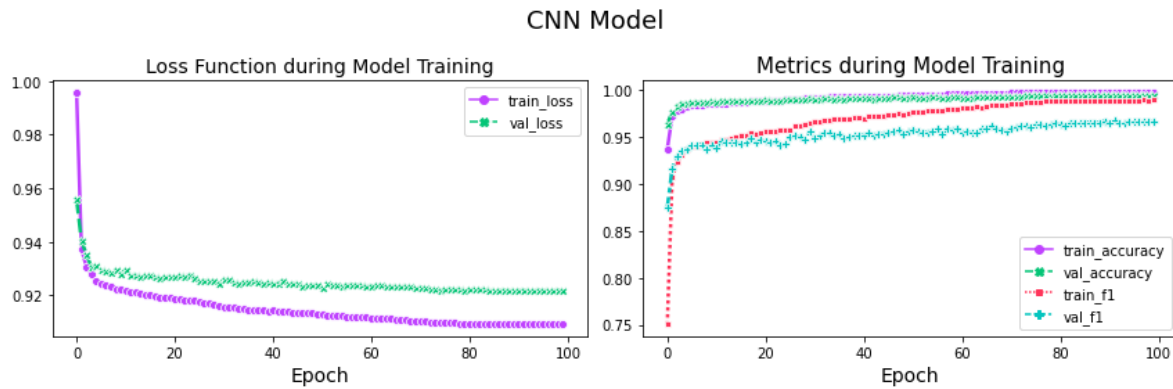 CNN Model
Loss Function during Model Training
1.00
0.98
0.96
0.94
0.92
0
20
40
60
80
100
Epoch
train_loss
val_loss
Metrics during Model Training
1.00
0.95
0.90
0.85
0.80
0.75
0
20
40
60
80
100
Epoch
train_accuracy
val_accuracy
train_f1
val_f1